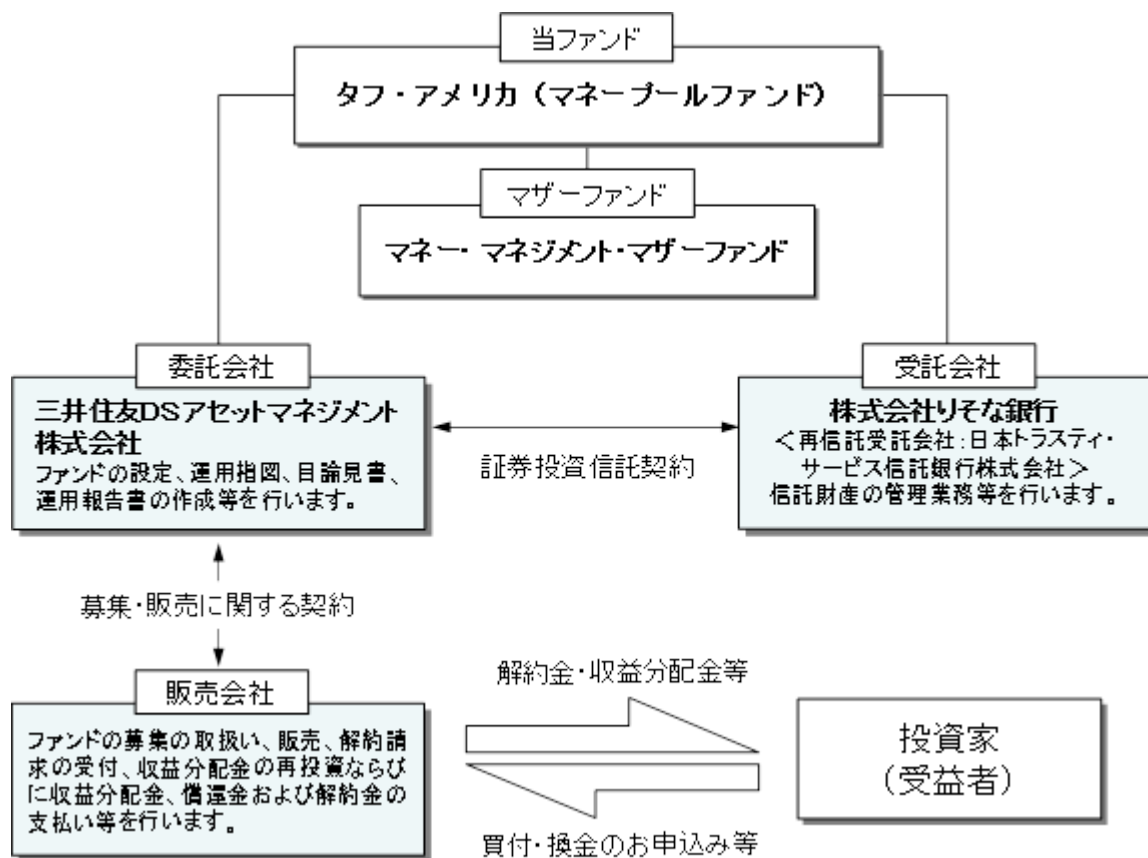 当ファンド
タフ・アメリカ（マネープールファンド）
マザーファンド
マネー・マネジメント・マザーファンド
委託会社
三井住友DSアセットマネジメント
株式会社
ファンドの設定、運用指図、目論見書、
運用報告書の作成等を行います。
証券投資信託契約
受託会社
株式会社りそな銀行
＜再信託受託会社：日本トラスティ・
サービス信託銀行株式会社＞
信託財産の管理業務等を行います。
募集・販売に関する契約
販売会社
ファンドの募集の取扱い、販売、解約請
求の受付、収益分配金の再投資ならび
に収益分配金、償還金および解約金の
支払い等を行います。
解約金・収益分配金等
買付・換金のお申込み等
投資家
（受益者）